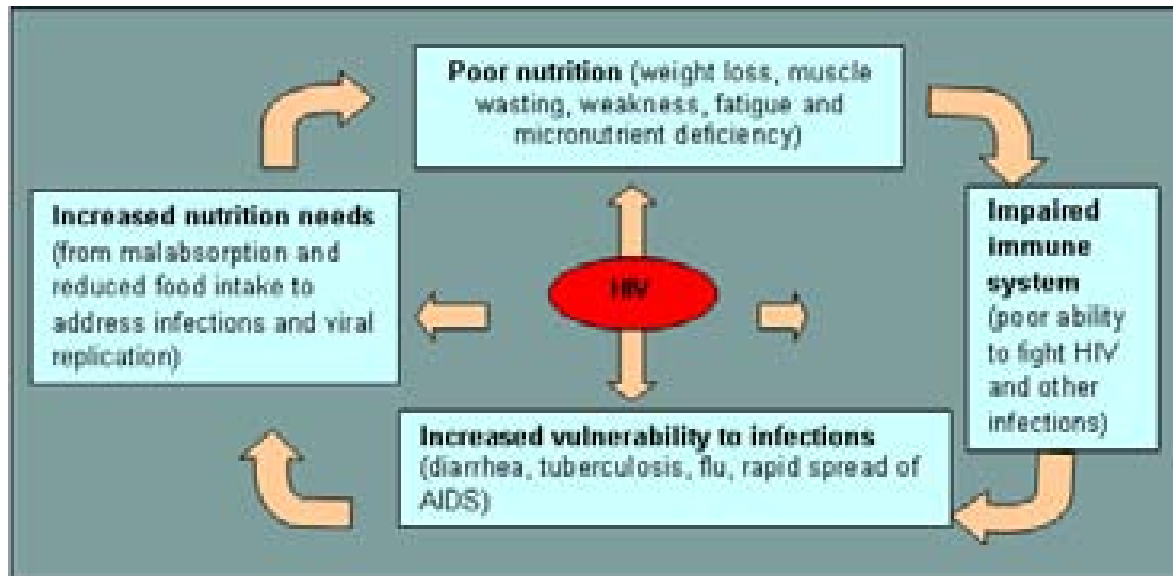 Poor nutrition (weight loss, muscle
wasting, weakness, fatigue and
micronutrient deficiency)
Increased nutrition needs
(from malabsorption and
reduced food intake to
address infections and viral
replication)
HIV
Impaired
immune
system
(poor ability
to fight HIV
and other
infections)
Increased vulnerability to infections
(diarrhea, tuberculosis, flu, rapid spread of
AIDS)